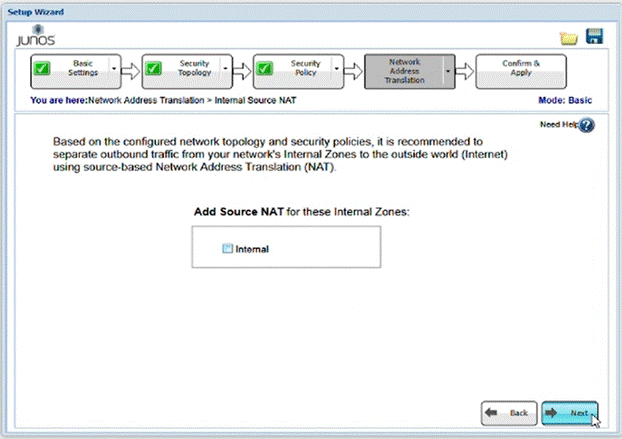 Setup Wizard
JUNOS
Basic
Settings
Security
Topology
Security
Policy
Network
Address
Translation
Confirm &
Apply
You are here:Network Address Translation > Internal Source NAT
Mode: Basic
Need Help
Based on the configured network topology and security policies, it is recommended to
separate outbound traffic from your network's Internal Zones to the outside world (Internet)
using source-based Network Address Translation (NAT).
Add Source NAT for these Internal Zones:
Internal
Back
Next